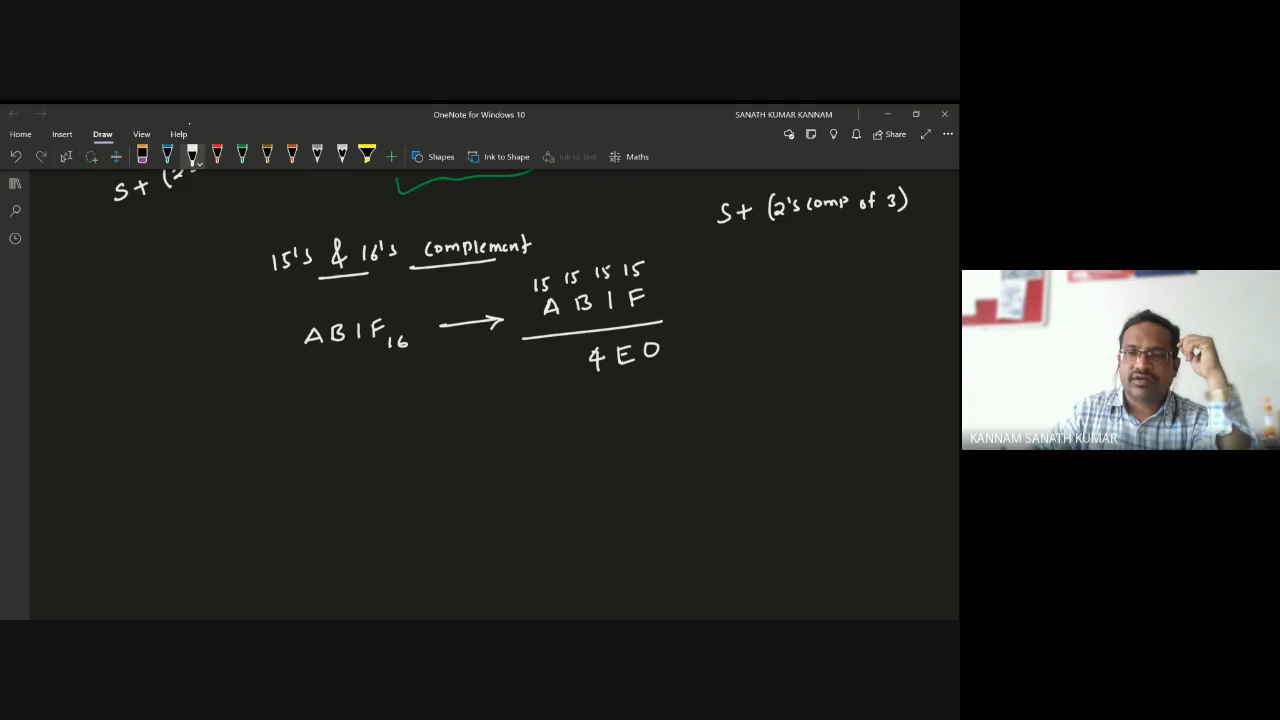 OneNote for Windows 10
SANATH KUMAR KANNAM
Home Insert Draw View Help
Share
Shapes Ink to Shape Ink to Text Maths
S+ (2's
S+ (2's comp of 3)
15's & 16's complement
15 15 15 15
AB1F16 → A B 1 F
4 E 0
KANNAM SANATH KUMAR